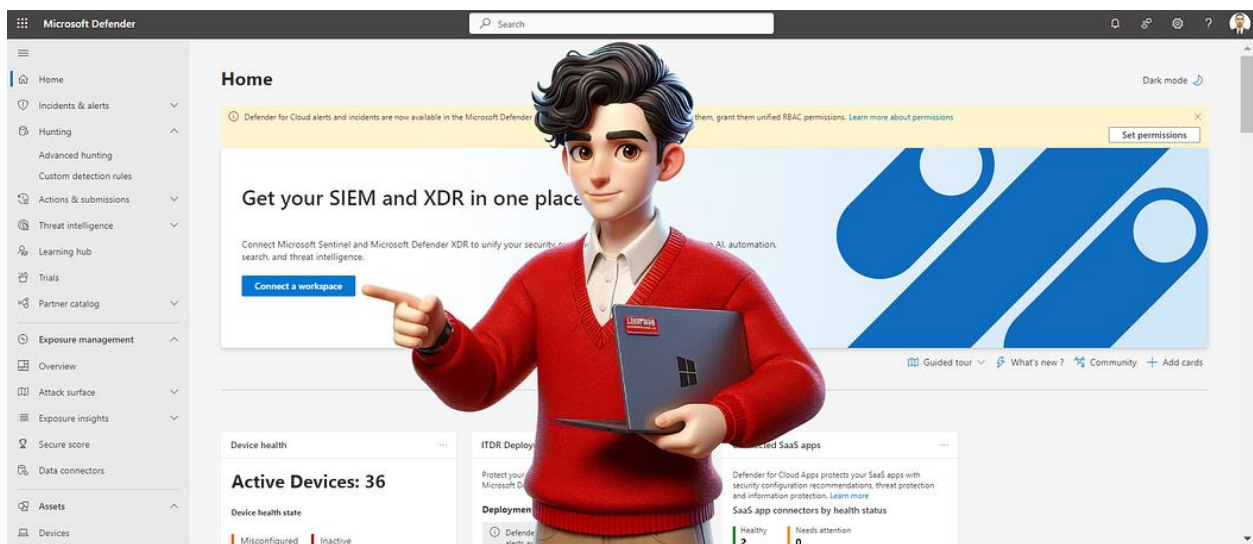 Microsoft Defender
Search
?
Home
Incidents & alerts
Hunting
Advanced hunting
Custom detection rules
Actions & submissions
Threat intelligence
Learning hub
Trials
Partner catalog
Exposure management
Overview
Attack surface
Exposure insights
Secure score
Data connectors
Assets
Devices
Home
Dark mode
Defender for Cloud alerts and incidents are now available in the Microsoft Defender
them, grant them unified RBAC permissions. Learn more about permissions
Set permissions
Get your SIEM and XDR in one place
Connect Microsoft Sentinel and Microsoft Defender XDR to unify your security
AI, automation,
search, and threat intelligence.
Connect a workspace
Guided tour
What's new ?
Community
Add cards
Device health
Active Devices: 36
Device health state
Misconfigured
Inactive
ITDR
Protect your
Microsoft
Defender for Cloud Apps protects your SaaS apps with
security configuration recommendations, threat protection
and information protection. Learn more
SaaS apps
SaaS app connectors by health status
Healthy
2
Needs attention
0